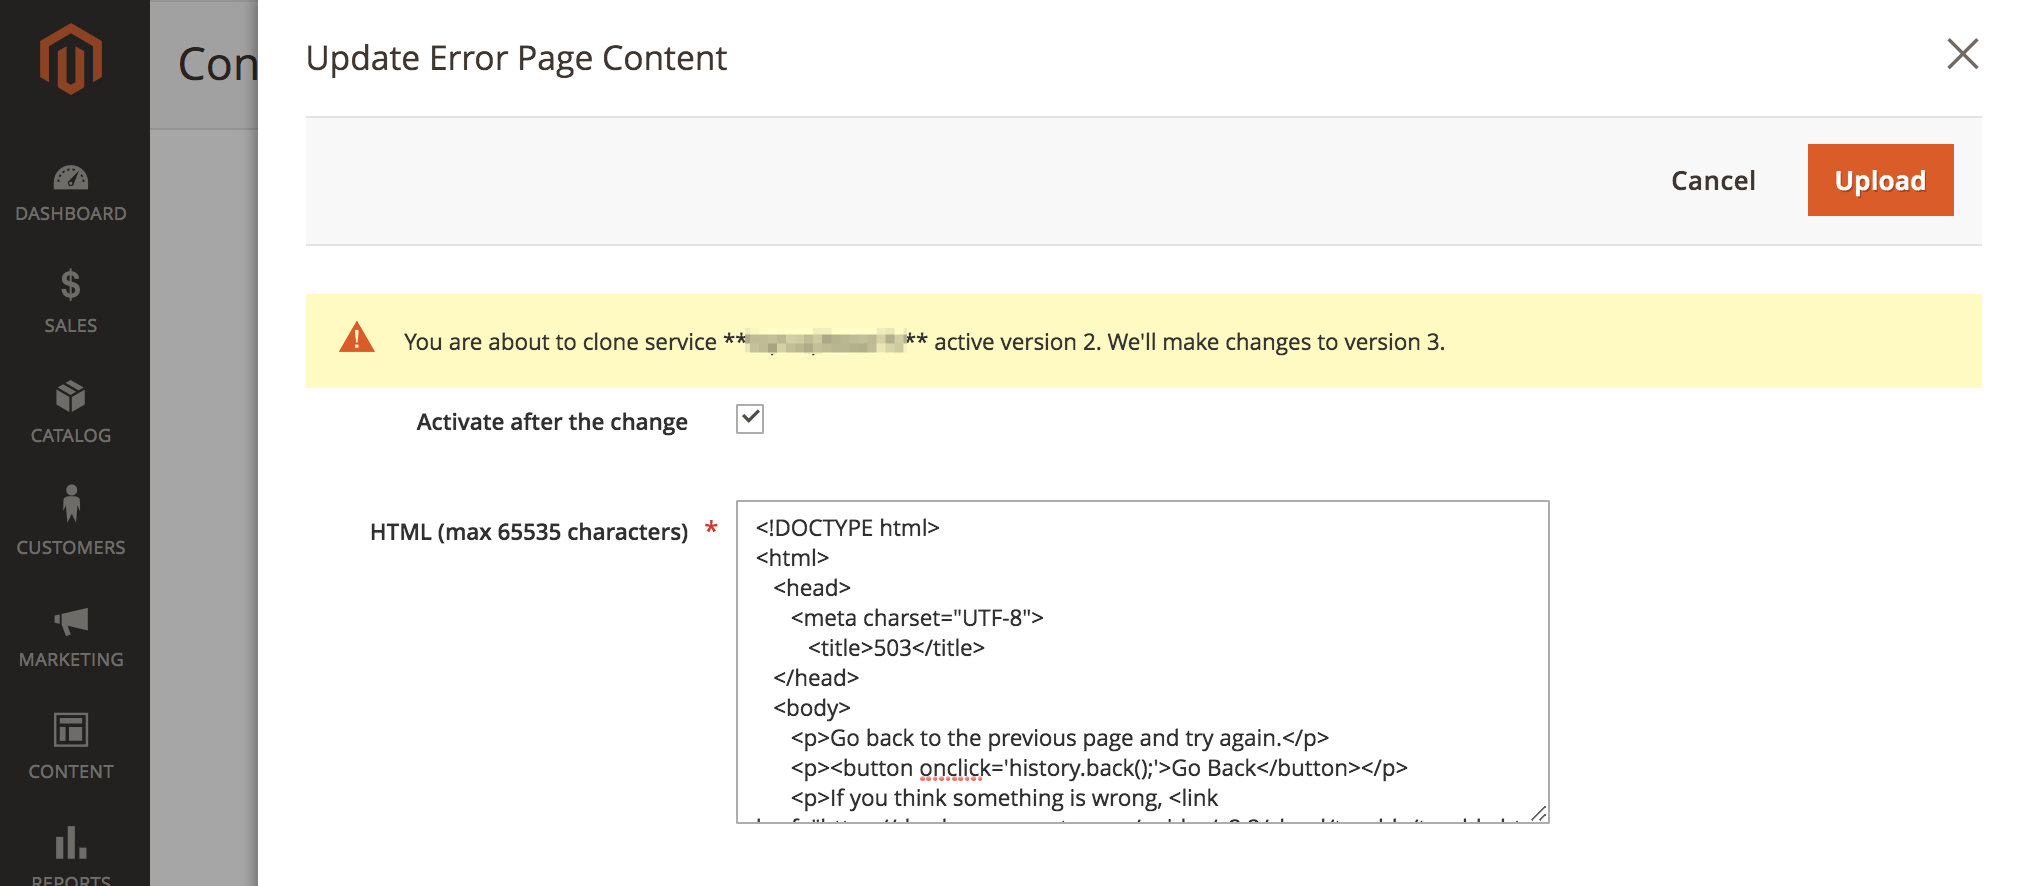 Con
Update Error Page Content
Cancel
Upload
DASHBOARD
SALES
CATALOG
CUSTOMERS
MARKETING
CONTENT
REPORTS
You are about to clone service ** ** active version 2. We'll make changes to version 3.
Activate after the change
HTML (max 65535 characters) *
<!DOCTYPE html>
<html>
<head>
<meta charset="UTF-8">
<title>503</title>
</head>
<body>
<p>Go back to the previous page and try again.</p>
<p><button onclick='history.back();'>Go Back</button></p>
<p>If you think something is wrong, <link